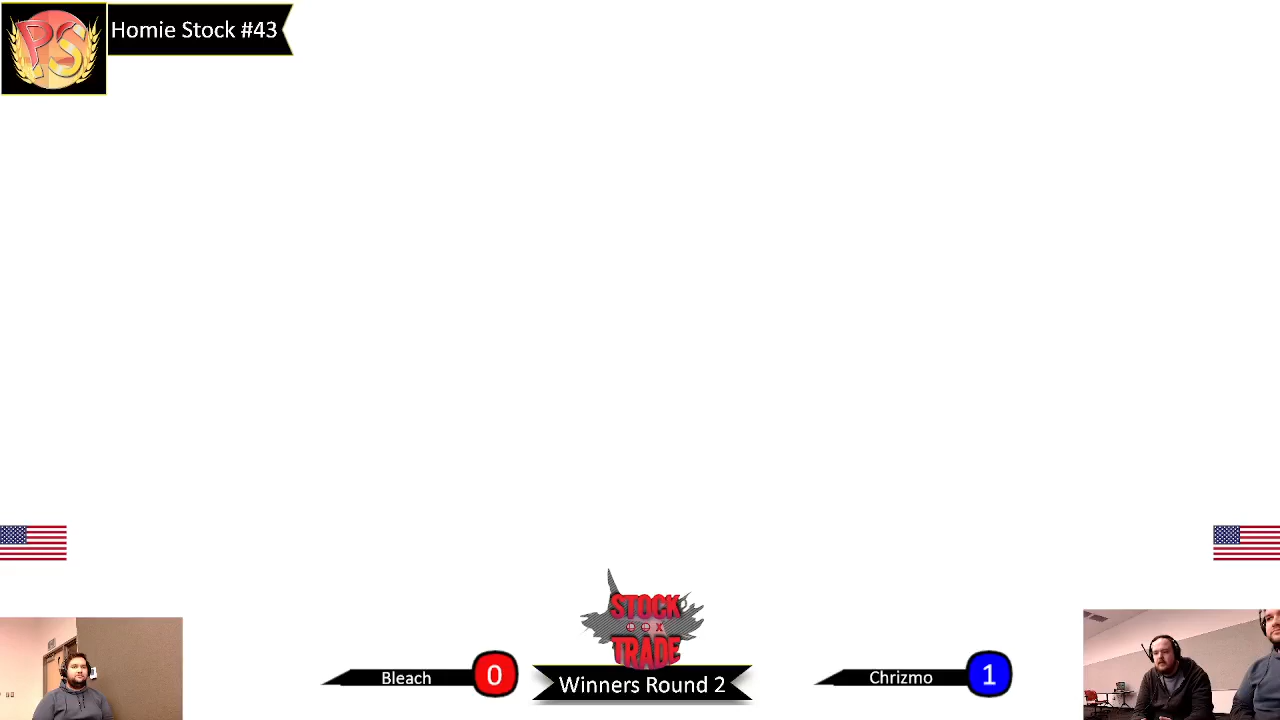 PS
Homie Stock #43
STOCK
TRADE
Bleach
0
Winners Round 2
Chrizmo
1